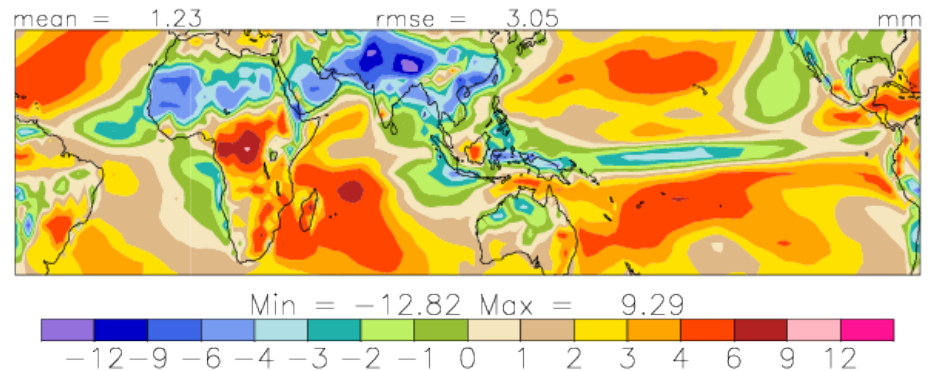 mean = 1.23 rmse = 3.05 mm
Min = −12.82 Max = 9.29
−12 −9 −6 −4 −3 −2 −1 0 1 2 3 4 6 9 12